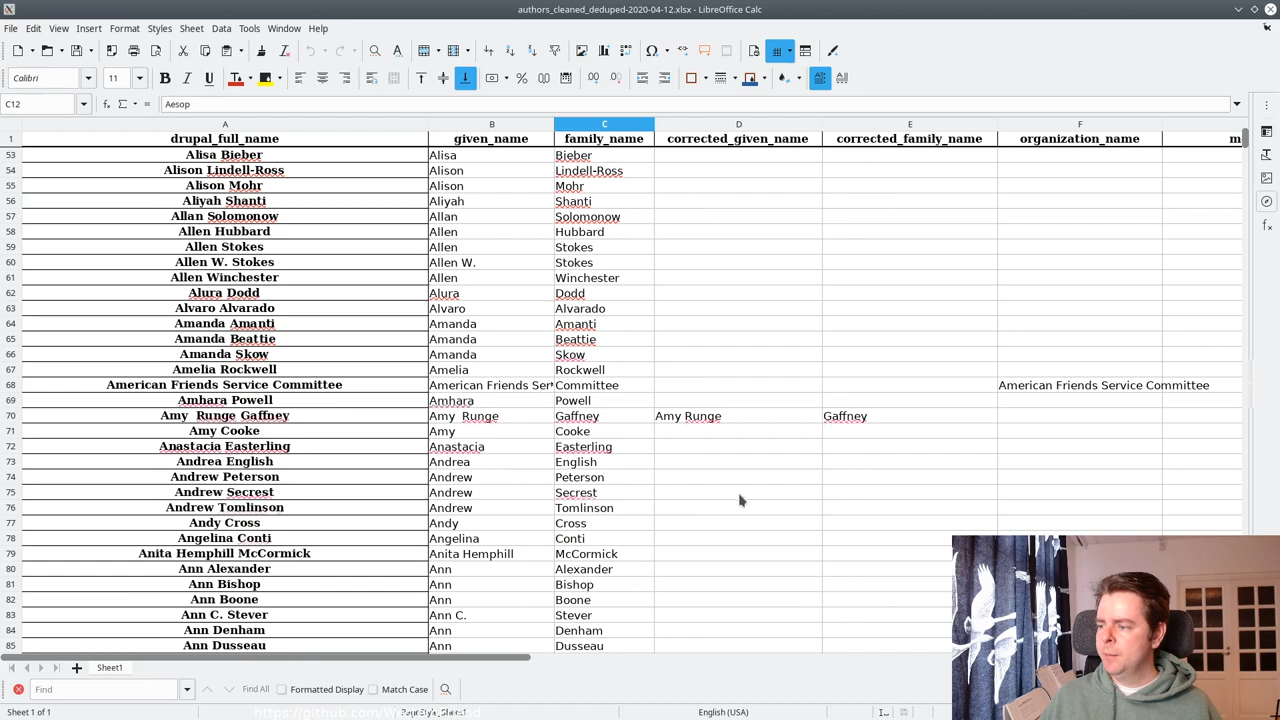 authors_cleaned_deduped-2020-04-12.xlsx - LibreOffice Calc
File Edit View Insert Format Styles Sheet Data Tools Window Help
Calibri 11
C12 Aesop
A B C D E F
1 drupal_full_name given_name family_name corrected_given_name corrected_family_name organization_name m
53 Alisa Bieber Alisa Bieber
54 Alison Lindell-Ross Alison Lindell-Ross
55 Alison Mohr Alison Mohr
56 Aliyah Shanti Aliyah Shanti
57 Allan Solomonow Allan Solomonow
58 Allen Hubbard Allen Hubbard
59 Allen Stokes Allen Stokes
60 Allen W. Stokes Allen W. Stokes
61 Allen Winchester Allen Winchester
62 Alura Dodd Alura Dodd
63 Alvaro Alvarado Alvaro Alvarado
64 Amanda Amanti Amanda Amanti
65 Amanda Beattie Amanda Beattie
66 Amanda Skow Amanda Skow
67 Amelia Rockwell Amelia Rockwell
68 American Friends Service Committee American Friends Ser Committee American Friends Service Committee
69 Amhara Powell Amhara Powell
70 Amy  Runge Gaffney Amy  Runge Gaffney Amy Runge Gaffney
71 Amy Cooke Amy Cooke
72 Anastacia Easterling Anastacia Easterling
73 Andrea English Andrea English
74 Andrew Peterson Andrew Peterson
75 Andrew Secrest Andrew Secrest
76 Andrew Tomlinson Andrew Tomlinson
77 Andy Cross Andy Cross
78 Angelina Conti Angelina Conti
79 Anita Hemphill McCormick Anita Hemphill McCormick
80 Ann Alexander Ann Alexander
81 Ann Bishop Ann Bishop
82 Ann Boone Ann Boone
83 Ann C. Stever Ann C. Stever
84 Ann Denham Ann Denham
85 Ann Dusseau Ann Dusseau
Sheet1
Find Find All Formatted Display Match Case
Sheet 1 of 1 English (USA)